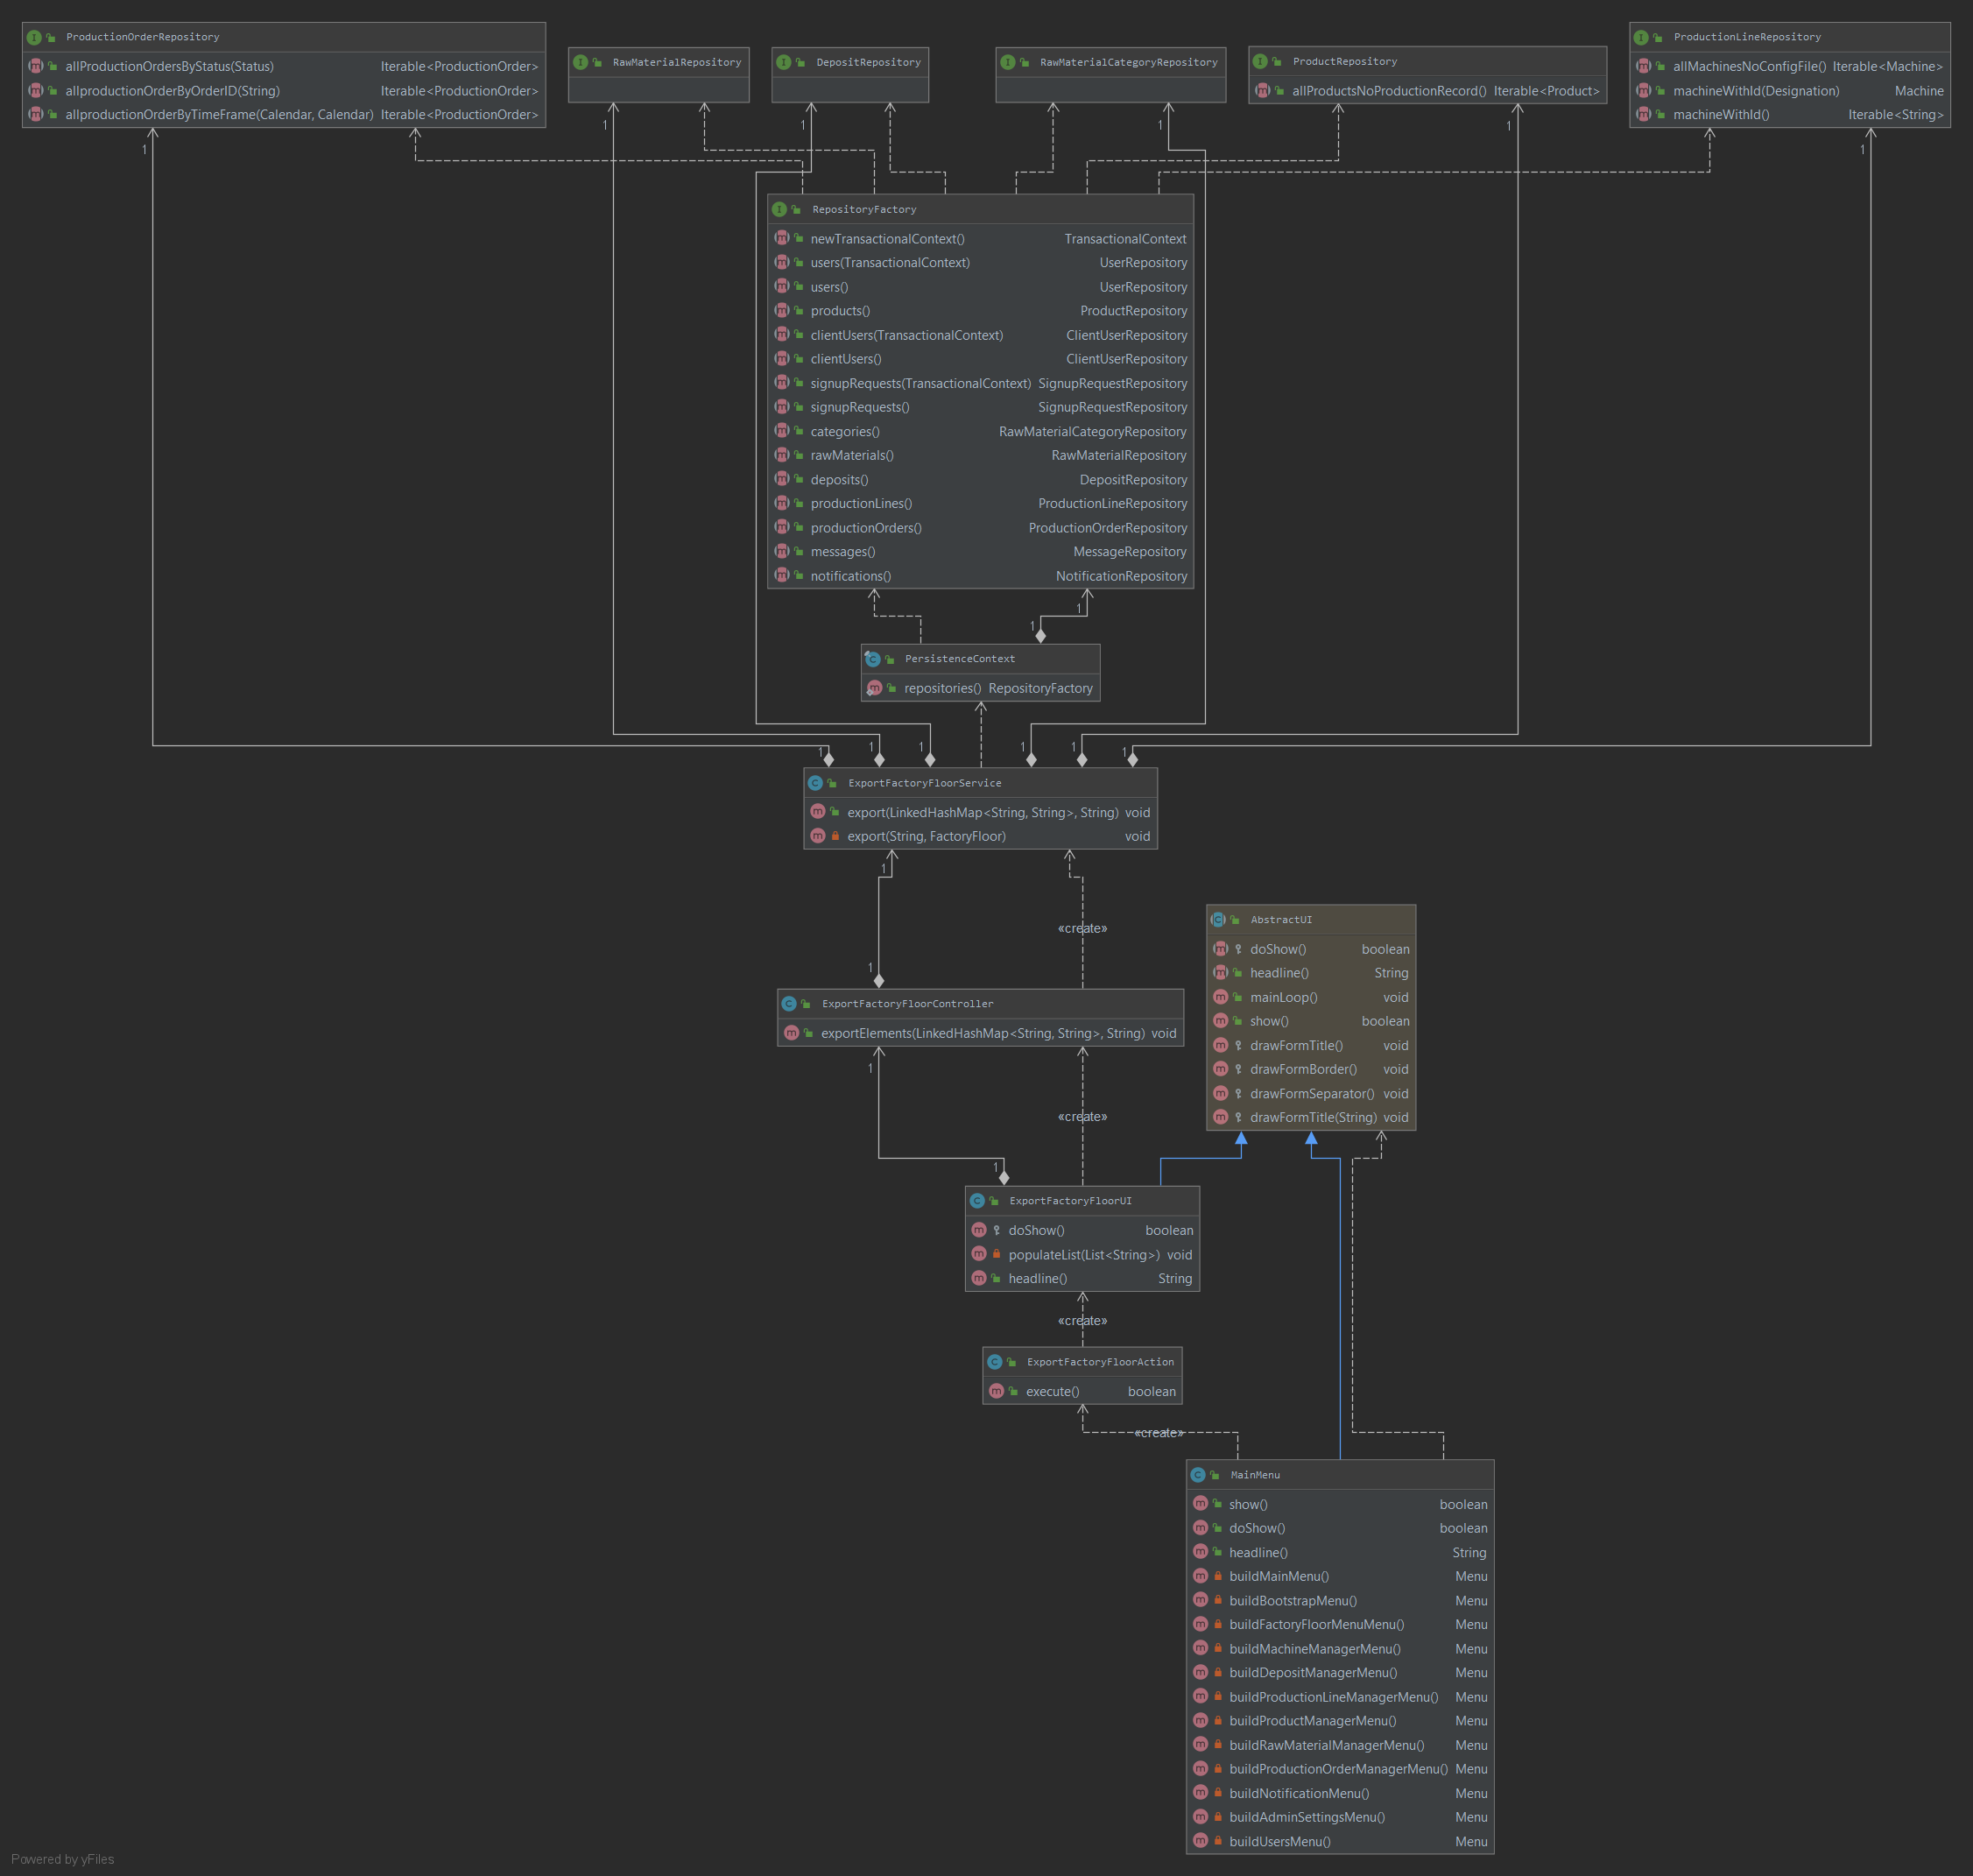 ProductionOrderRepository
allProductionOrdersByStatus(Status) Iterable<ProductionOrder>
allproductionOrderByOrderID(String) Iterable<ProductionOrder>
allproductionOrderByTimeFrame(Calendar, Calendar) Iterable<ProductionOrder>
RawMaterialRepository
DepositRepository
RawMaterialCategoryRepository
ProductRepository
allProductsNoProductionRecord() Iterable<Product>
ProductionLineRepository
allMachinesNoConfigFile() Iterable<Machine>
machineWithId(Designation) Machine
machineWithId() Iterable<String>
1
1
1
1
1
1
RepositoryFactory
newTransactionalContext() TransactionalContext
users(TransactionalContext) UserRepository
users() UserRepository
products() ProductRepository
clientUsers(TransactionalContext) ClientUserRepository
clientUsers() ClientUserRepository
signupRequests(TransactionalContext) SignupRequestRepository
signupRequests() SignupRequestRepository
categories() RawMaterialCategoryRepository
rawMaterials() RawMaterialRepository
deposits() DepositRepository
productionLines() ProductionLineRepository
productionOrders() ProductionOrderRepository
messages() MessageRepository
notifications() NotificationRepository
1
1
PersistenceContext
repositories() RepositoryFactory
1
1
1
1
1
1
ExportFactoryFloorService
export(LinkedHashMap<String, String>, String) void
export(String, FactoryFloor) void
1
«create»
1
ExportFactoryFloorController
exportElements(LinkedHashMap<String, String>, String) void
1
«create»
1
AbstractUI
doShow() boolean
headline() String
mainLoop() void
show() boolean
drawFormTitle() void
drawFormBorder() void
drawFormSeparator() void
drawFormTitle(String) void
ExportFactoryFloorUI
doShow() boolean
populateList(List<String>) void
headline() String
«create»
ExportFactoryFloorAction
execute() boolean
«create»
MainMenu
show() boolean
doShow() boolean
headline() String
buildMainMenu() Menu
buildBootstrapMenu() Menu
buildFactoryFloorMenuMenu() Menu
buildMachineManagerMenu() Menu
buildDepositManagerMenu() Menu
buildProductionLineManagerMenu() Menu
buildProductManagerMenu() Menu
buildRawMaterialManagerMenu() Menu
buildProductionOrderManagerMenu() Menu
buildNotificationMenu() Menu
buildAdminSettingsMenu() Menu
buildUsersMenu() Menu
Powered by yFiles